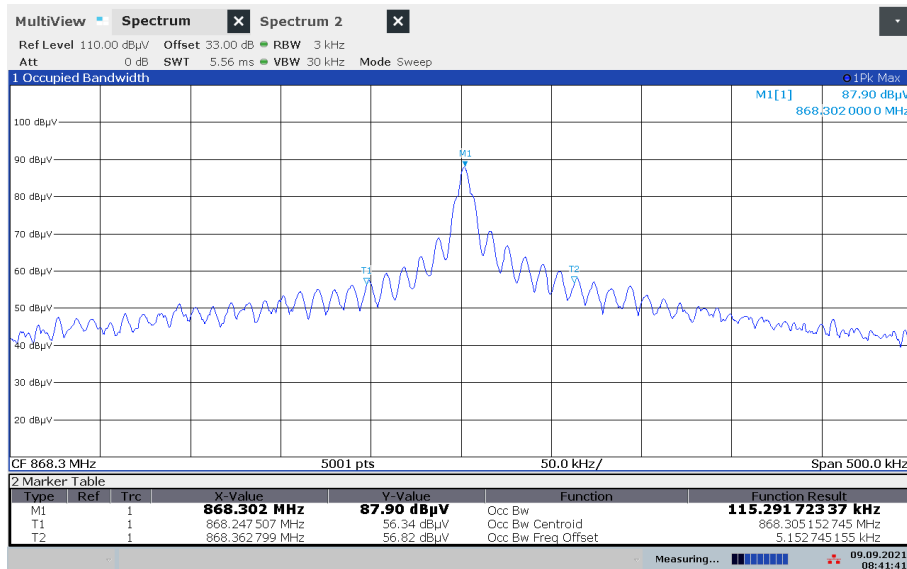 MultiView Spectrum X Spectrum 2 X
Ref Level 110.00 dBµV Offset 33.00 dB RBW 3 kHz
Att 0 dB SWT 5.56 ms VBW 30 kHz Mode Sweep
1 Occupied Bandwidth 1Pk Max
M1[1] 87.90 dBµV
868.302 000 0 MHz
100 dBµV
90 dBµV
M1
80 dBµV
70 dBµV
60 dBµV
T1
T2
50 dBµV
40 dBµV
30 dBµV
20 dBµV
CF 868.3 MHz 5001 pts 50.0 kHz/ Span 500.0 kHz
2 Marker Table
Type Ref Trc X-Value Y-Value Function Function Result
M1 1 868.302 MHz 87.90 dBµV Occ Bw 115.291 723 37 kHz
T1 1 868.247 507 MHz 56.34 dBµV Occ Bw Centroid 868.305 152 745 MHz
T2 1 868.362 799 MHz 56.82 dBµV Occ Bw Freq Offset 5.152 745 155 kHz
Measuring... 09.09.2021
08:41:41